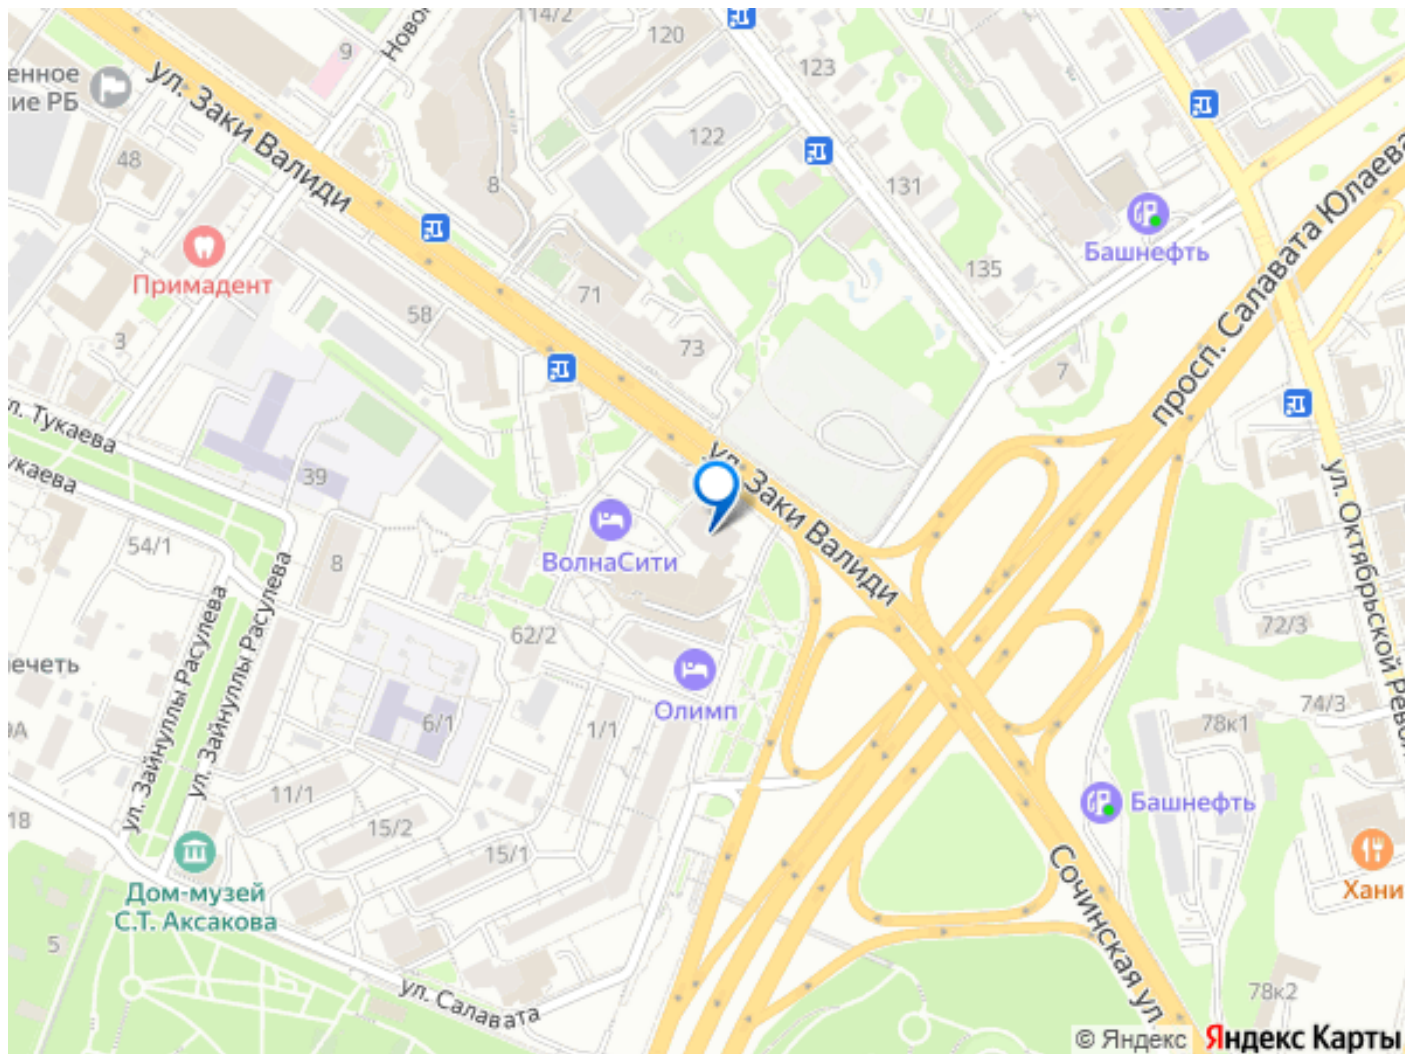 114/2
120
9
Новом
енное
ие РБ
ул. Заки Валиди
123
122
48
8
131
Башнефть
просп. Салавата Юлаева
Примадент
135
71
58
3
73
7
ул. Тукаева
укаева
39
ул. Заки Валиди
ул. Октябрьской Рево
54/1
8
ВолнаСити
62/2
72/3
ечеть
ул. Зайнуллы Расулева
ул. Зайнуллы Расулева
Олимп
6/1
1/1
74/3
78к1
9А
11/1
15/2
15/1
18
Башнефть
Дом-музей
С.Т. Аксакова
Сочинская ул.
Хани
5
ул. Салавата
78к2
© Яндекс
Яндекс Карты